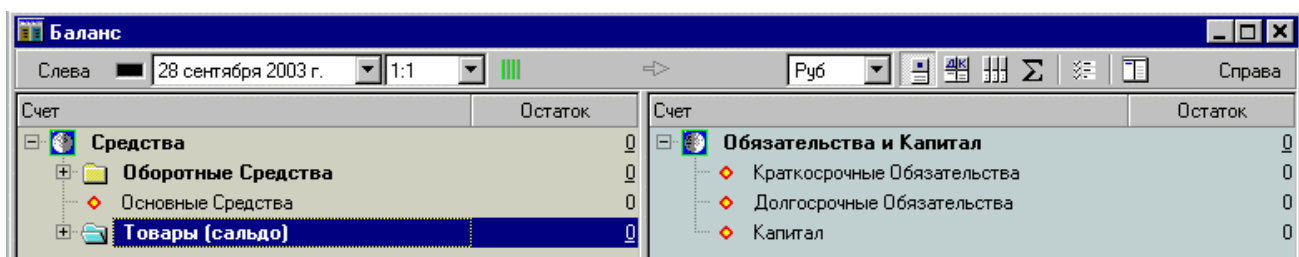 Баланс
Слева 28 сентября 2003 г. 1:1 Руб Σ Справа
Счет Остаток Счет Остаток
Средства 0 Обязательства и Капитал 0
Оборотные Средства 0 Краткосрочные Обязательства 0
Основные Средства 0 Долгосрочные Обязательства 0
Товары (сальдо) 0 Капитал 0